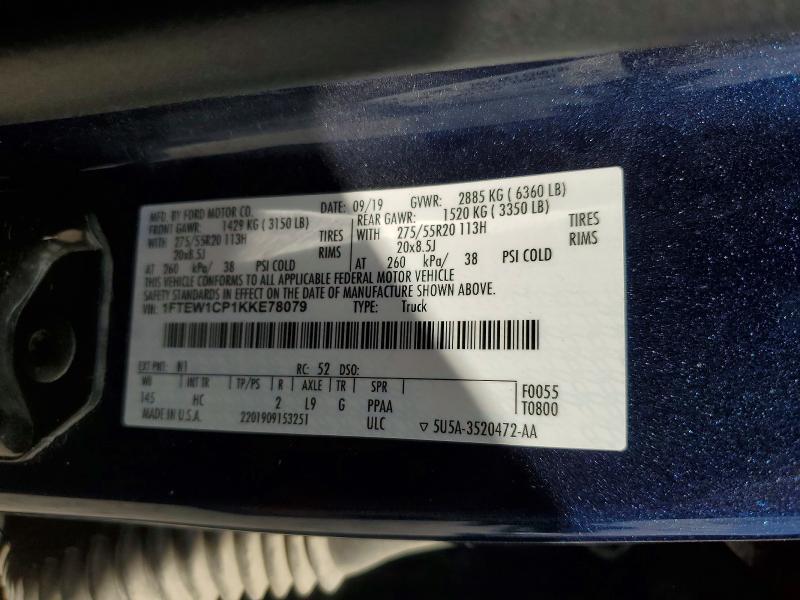 MFD. BY FORD MOTOR CO. DATE: 09/19 GVWR: 2885 KG ( 6360 LB)
FRONT GAWR: 1429 KG ( 3150 LB) REAR GAWR: 1520 KG ( 3350 LB)
WITH 275/55R20 113H TIRES WITH 275/55R20 113H TIRES
20x8.5J RIMS 20x8.5J RIMS
AT 260 kPa/ 38 PSI COLD AT 260 kPa/ 38 PSI COLD
THIS VEHICLE CONFORMS TO ALL APPLICABLE FEDERAL MOTOR VEHICLE
SAFETY STANDARDS IN EFFECT ON THE DATE OF MANUFACTURE SHOWN ABOVE.
VIN: 1FTEW1CP1KKE78079 TYPE: Truck
EXT PNT: N1 RC: 52 DSO:
WB INT TR TP/PS R AXLE TR SPR F0055
145 HC 2 L9 G PPAA T0800
MADE IN U.S.A. 2201909153251 ULC ▽ 5U5A-3520472-AA